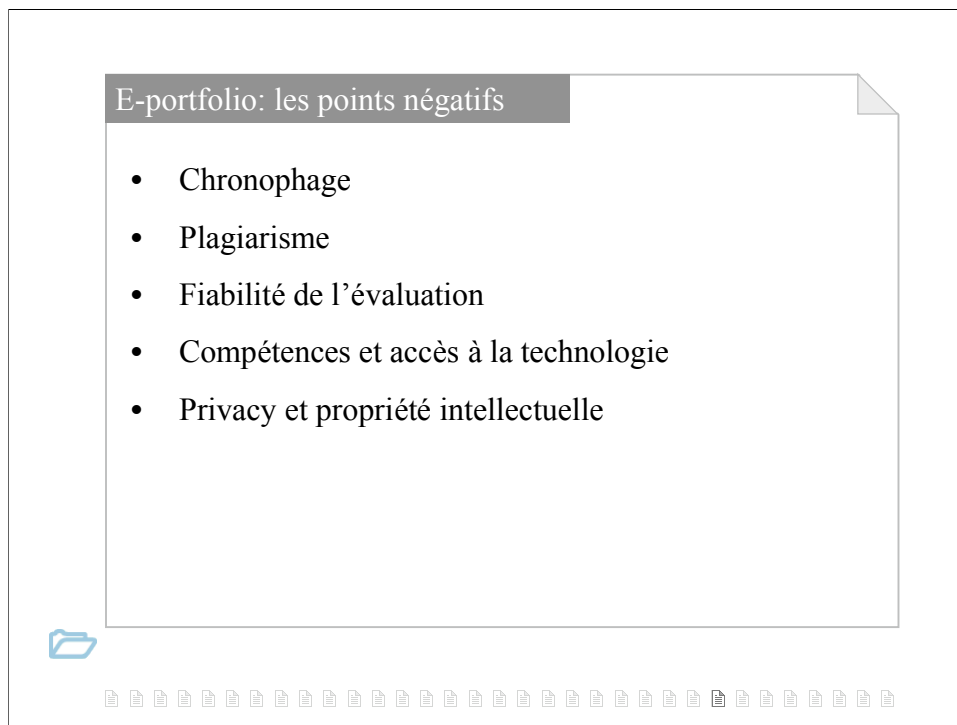 E-portfolio: les points négatifs
• Chronophage
• Plagiarisme
• Fiabilité de l’évaluation
• Compétences et accès à la technologie
• Privacy et propriété intellectuelle